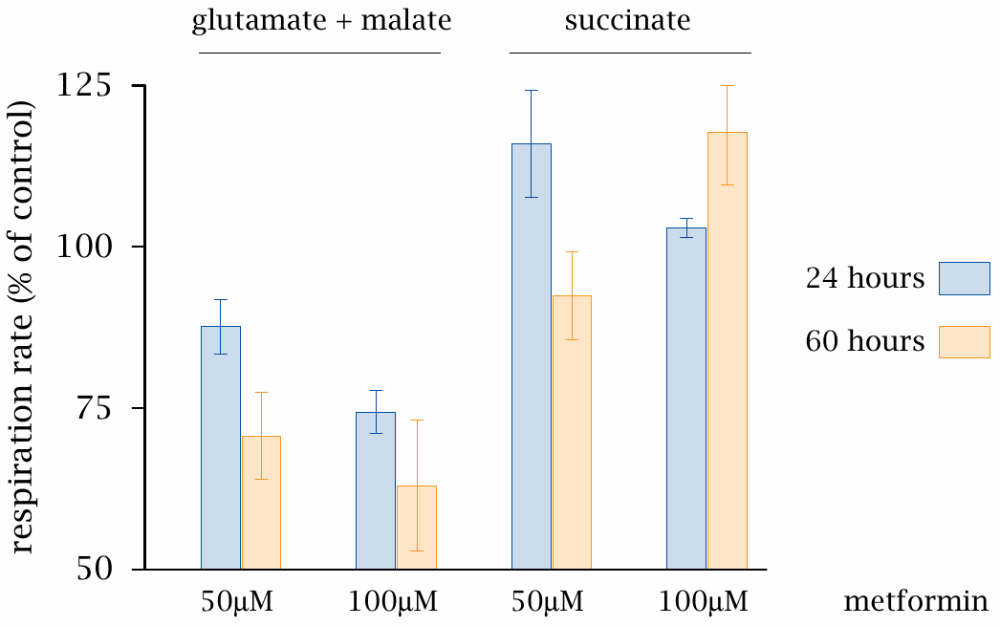 glutamate + malate
succinate
respiration rate (% of control)
125
100
75
50
24 hours
60 hours
50µM
100µM
50µM
100µM
metformin